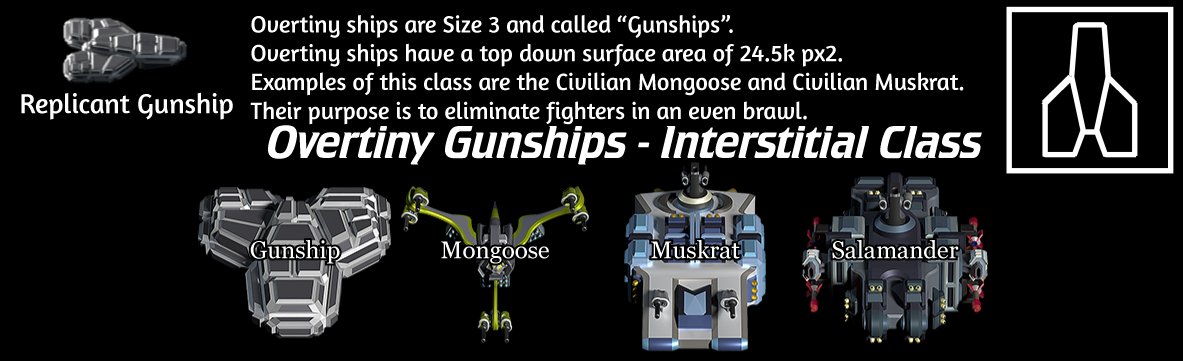 Overtiny ships are Size 3 and called “Gunships”.
Overtiny ships have a top down surface area of 24.5k px2.
Examples of this class are the Civilian Mongoose and Civilian Muskrat.
Replicant Gunship
Their purpose is to eliminate fighters in an even brawl.
Overtiny Gunships - Interstitial Class
Gunship
Mongoose
Muskrat
Salamander